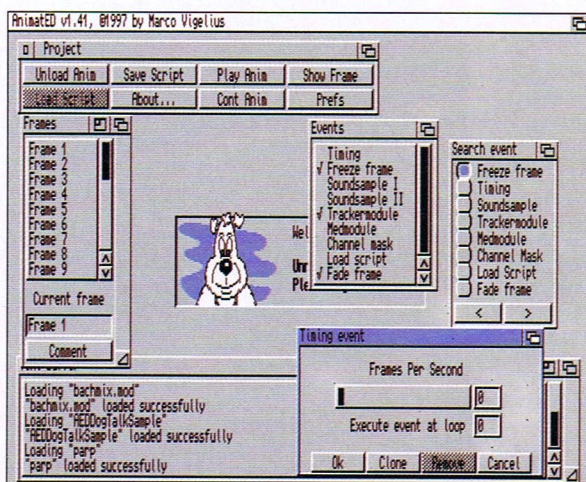 AnimatED v1.41, @1997 by Marco Vigelius
Project
Unload Anim
Save Script
Play Anim
Show Frame
Load Script
About...
Cont Anim
Prefs
Frames
Frame 1
Frame 2
Frame 3
Frame 4
Frame 5
Frame 6
Frame 7
Frame 8
Frame 9
Current frame
Frame 1
Comment
Events
Timing
Freeze frame
Soundsample I
Soundsample II
Trackermodule
Medmodule
Channel mask
Load script
Fade frame
Search event
Freeze frame
Timing
Soundsample
Trackermodule
Medmodule
Channel Mask
Load Script
Fade frame
< >
Timing event
Frames Per Second
0
Execute event at loop 0
Ok
Clone
Remove
Cancel
Loading "bachmix.mod"
"bachmix.mod" loaded successfully
Loading "AEDDogTalkSample"
"AEDDogTalkSample" loaded successfully
Loading "parp"
"parp" loaded successfully